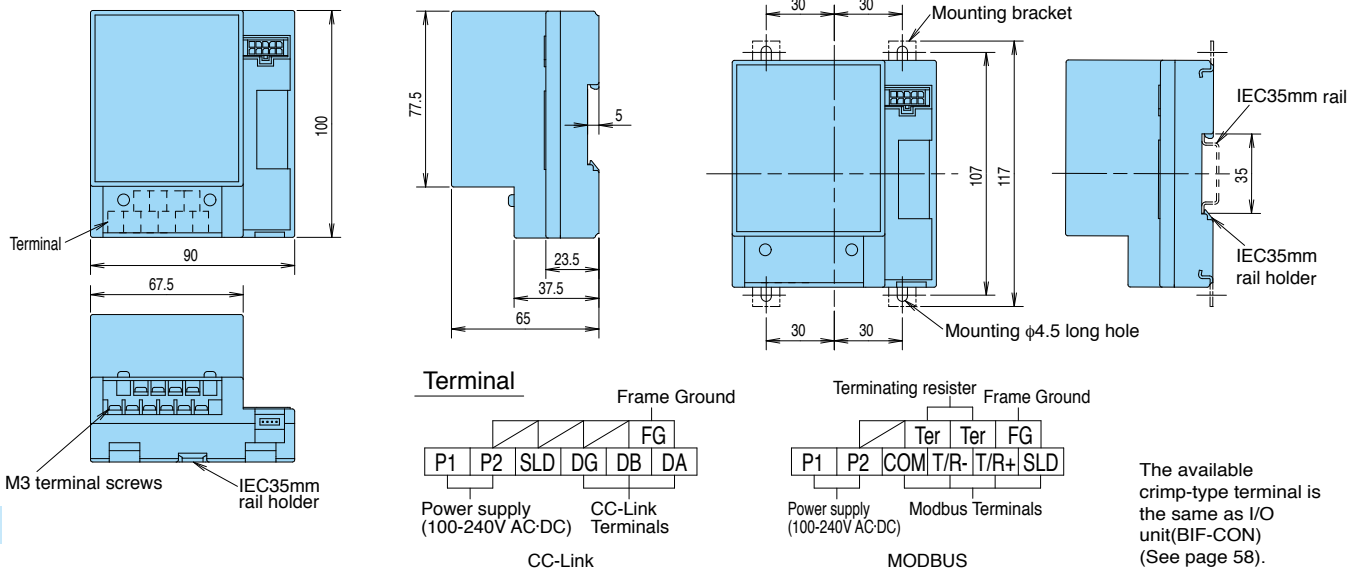 30 30
Mounting bracket
77.5
5
100
107
117
IEC35mm rail
35
Terminal
90
67.5
23.5
37.5
65
IEC35mm
rail holder
30 30
Mounting ϕ4.5 long hole
M3 terminal screws
IEC35mm
rail holder
Terminal
Frame Ground
FG
P1 P2 SLD DG DB DA
Power supply
(100-240V AC·DC)
CC-Link
Terminals
CC-Link
Terminating resister
Frame Ground
Ter Ter FG
P1 P2 COM T/R- T/R+ SLD
Power supply
(100-240V AC·DC)
Modbus Terminals
MODBUS
The available
crimp-type terminal is
the same as I/O
unit(BIF-CON)
(See page 58).